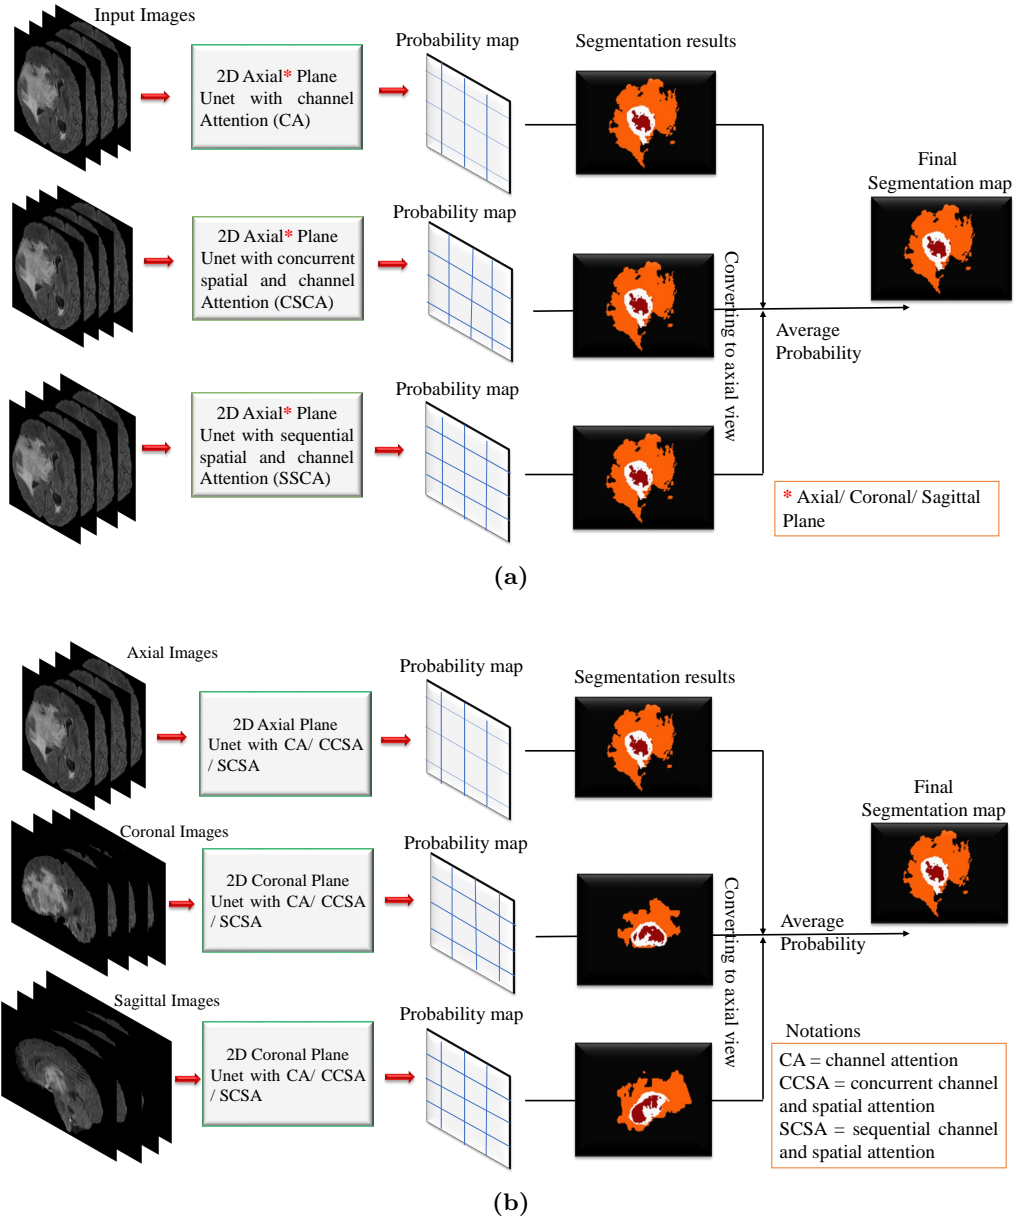 Input Images
2D Axial* Plane
Unet with channel
Attention (CA)
Probability map
Segmentation results
Final
Segmentation map
2D Axial* Plane
Unet with concurrent
spatial and channel
Attention (CSCA)
Probability map
Converting to axial view
Average
Probability
2D Axial* Plane
Unet with sequential
spatial and channel
Attention (SSCA)
Probability map
* Axial/ Coronal/ Sagittal
Plane
(a)
Axial Images
2D Axial Plane
Unet with CA/ CCSA
/ SCSA
Probability map
Segmentation results
Final
Segmentation map
Coronal Images
2D Coronal Plane
Unet with CA/ CCSA
/ SCSA
Probability map
Converting to axial view
Average
Probability
Sagittal Images
2D Coronal Plane
Unet with CA/ CCSA
/ SCSA
Probability map
Notations
CA = channel attention
CCSA = concurrent channel
and spatial attention
SCSA = sequential channel
and spatial attention
(b)